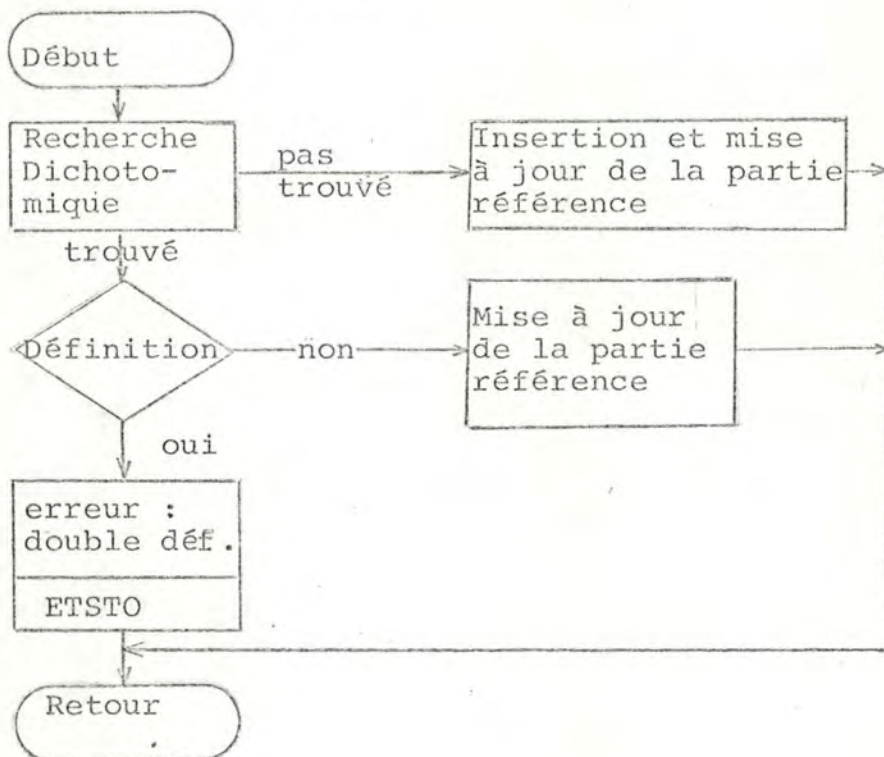 Début
Recherche
Dichoto-
mique
pas
trouvé
Insertion et mise
à jour de la partie
référence
trouvé
Définition
non
Mise à jour
de la partie
référence
oui
erreur :
double déf.
ETSTO
Retour